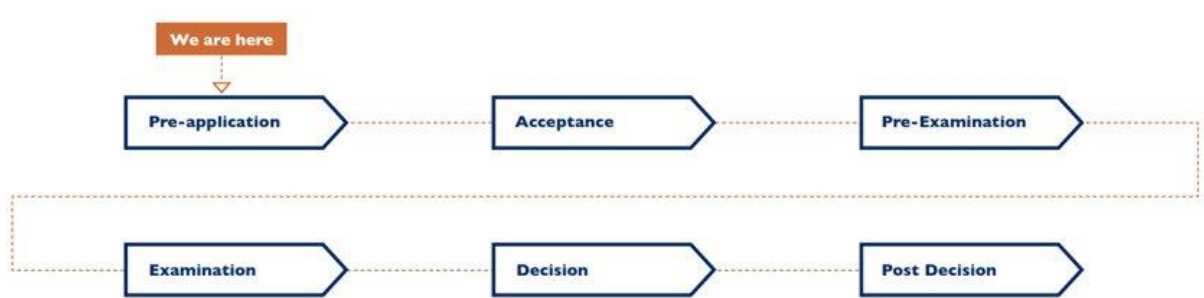 We are here
Pre-application
Acceptance
Pre-Examination
Examination
Decision
Post Decision